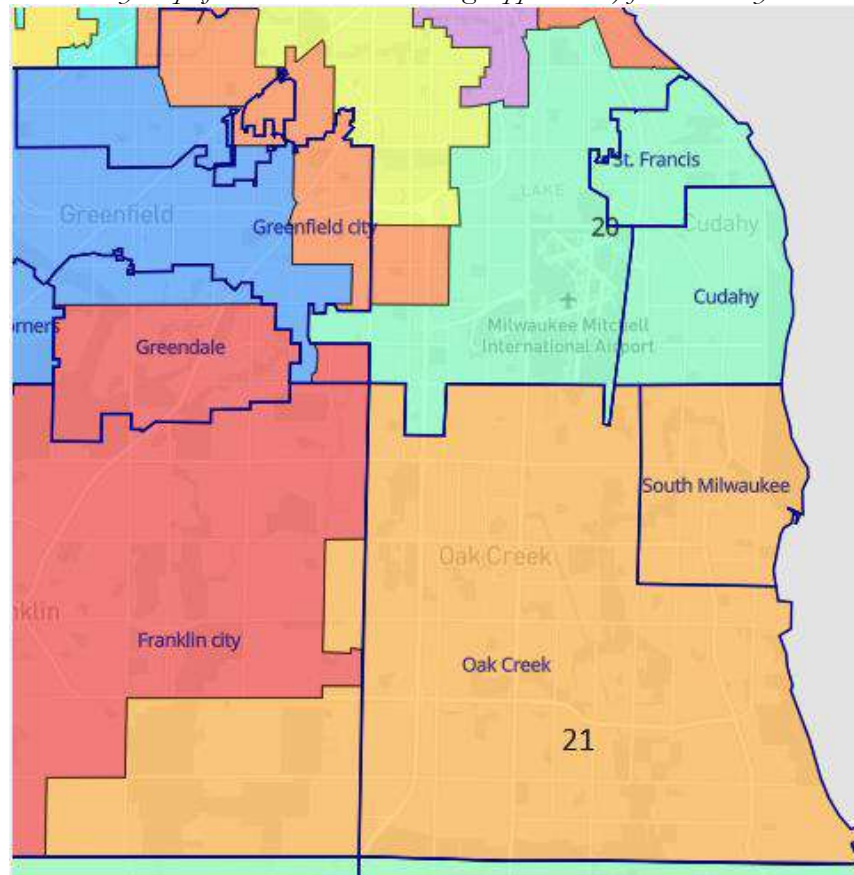 St. Francis
LAKE
Greenfield
Greenfield city
20
Cudahy
Cudahy
orners
Greendale
Milwaukee Mitchell
International Airport
South Milwaukee
Oak Creek
nklin
Franklin city
Oak Creek
21